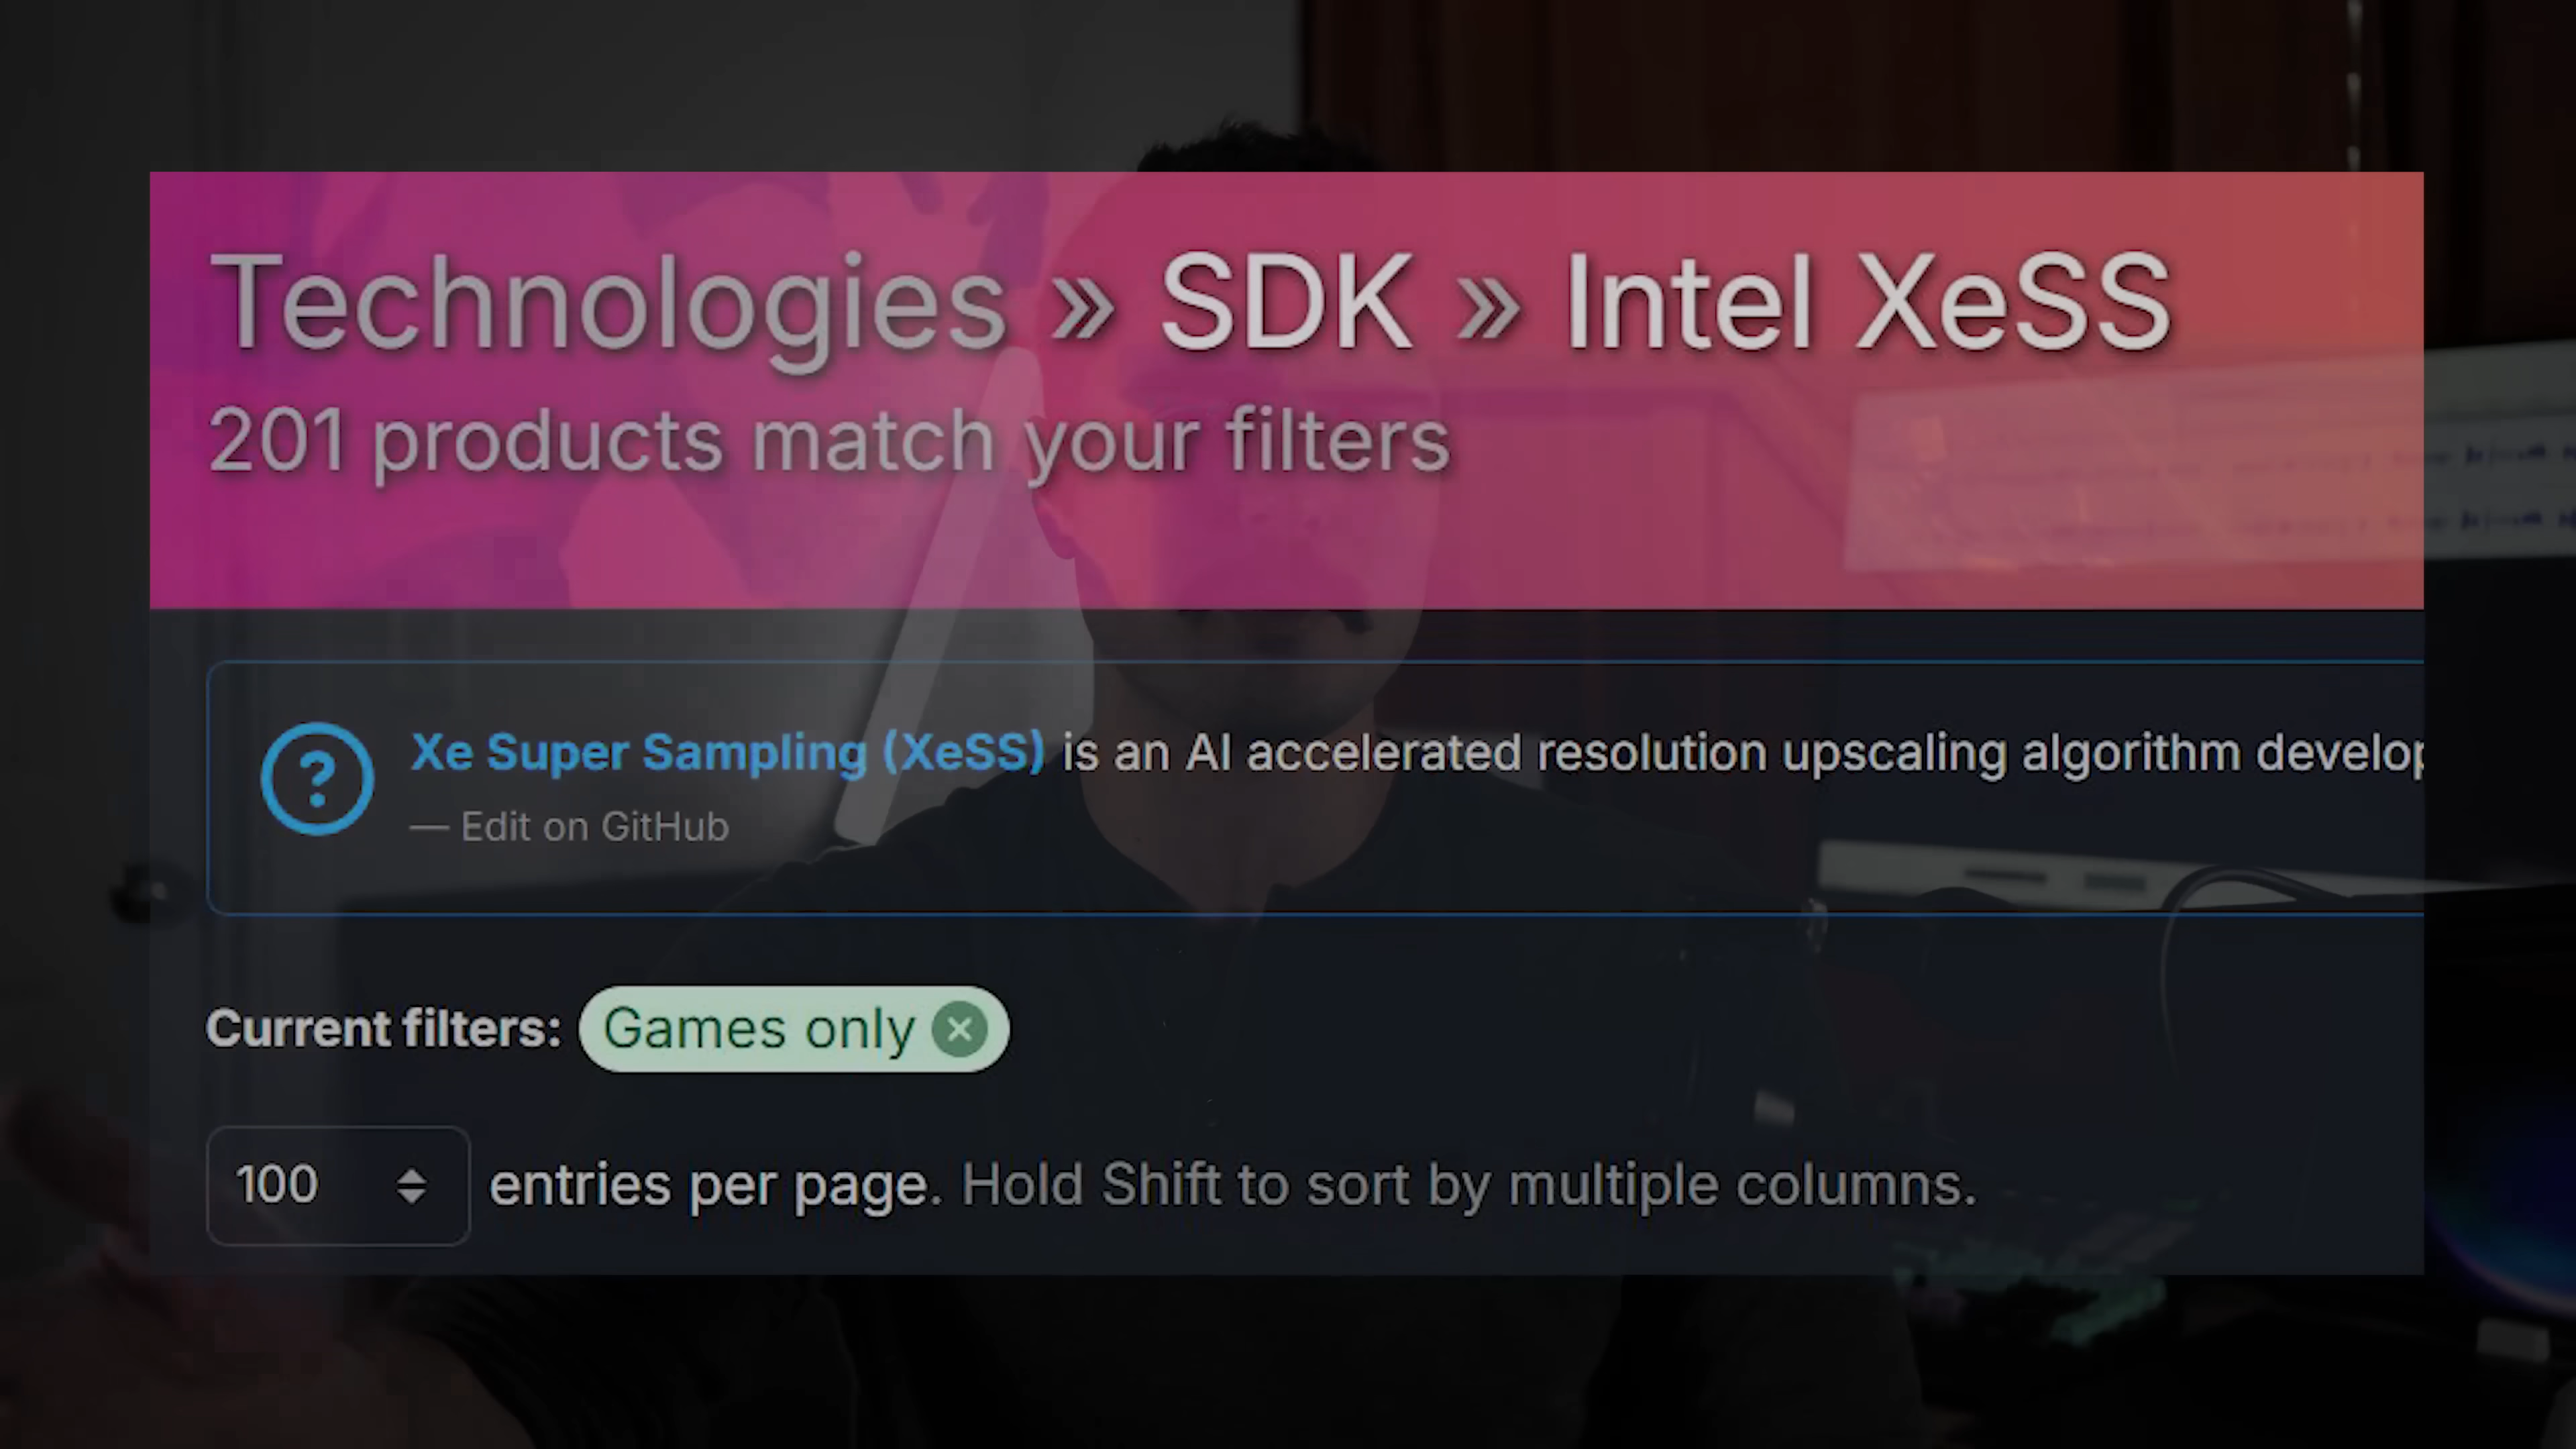 Technologies » SDK » Intel XeSS
201 products match your filters
Xe Super Sampling (XeSS) is an AI accelerated resolution upscaling algorithm develop
— Edit on GitHub
Current filters: Games only
100 entries per page. Hold Shift to sort by multiple columns.